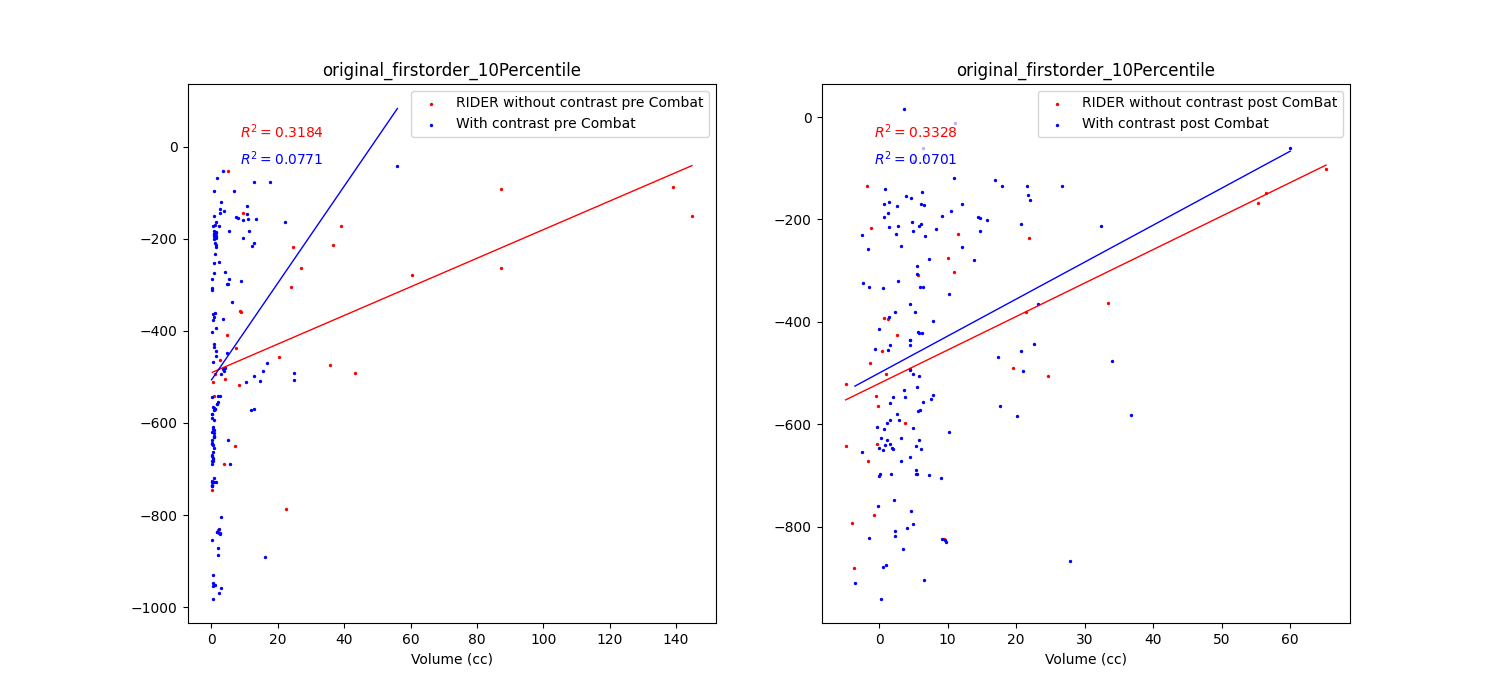 original_firstorder_10Percentile
RIDER without contrast pre Combat
With contrast pre Combat
R² = 0.3184
R² = 0.0771
0
−200
−400
−600
−800
−1000
0 20 40 60 80 100 120 140
Volume (cc)
original_firstorder_10Percentile
RIDER without contrast post ComBat
With contrast post Combat
R² = 0.3328
R² = 0.0701
0
−200
−400
−600
−800
0 10 20 30 40 50 60
Volume (cc)